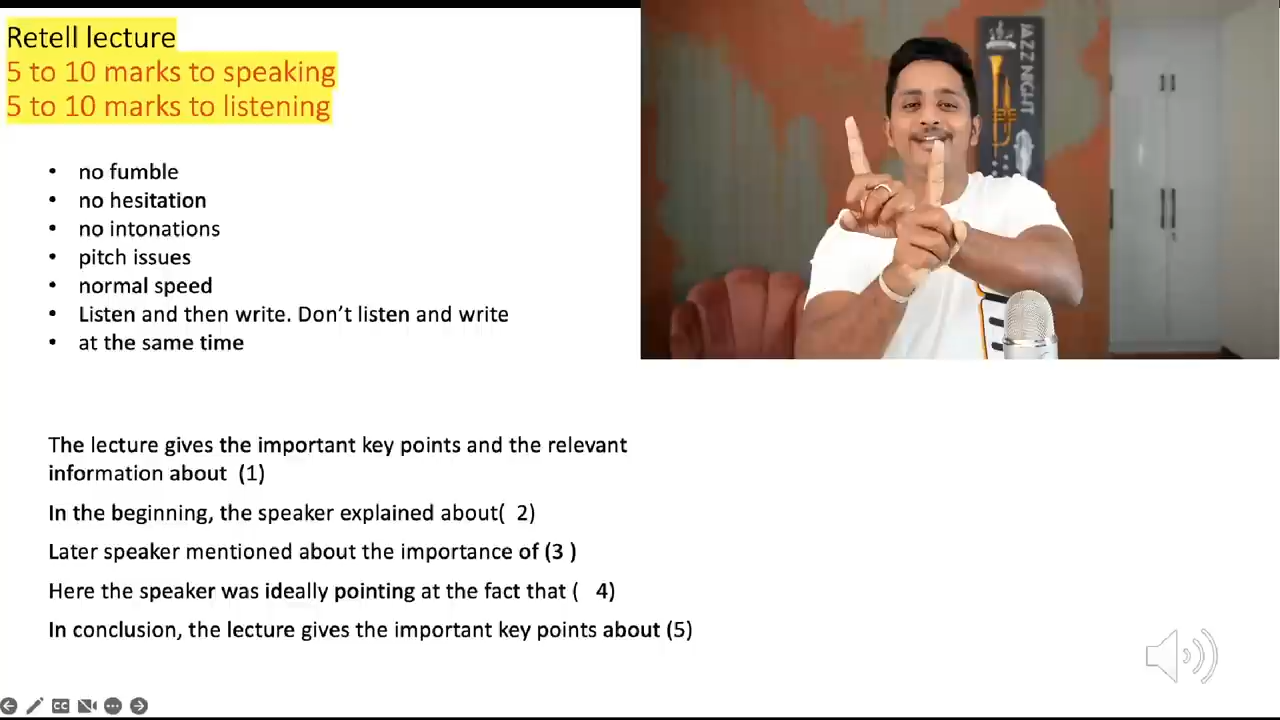 Retell lecture
5 to 10 marks to speaking
5 to 10 marks to listening
• no fumble
• no hesitation
• no intonations
• pitch issues
• normal speed
• Listen and then write. Don't listen and write
• at the same time
The lecture gives the important key points and the relevant
information about (1)
In the beginning, the speaker explained about( 2)
Later speaker mentioned about the importance of (3 )
Here the speaker was ideally pointing at the fact that ( 4)
In conclusion, the lecture gives the important key points about (5)
JAZZ NIGHT
CC